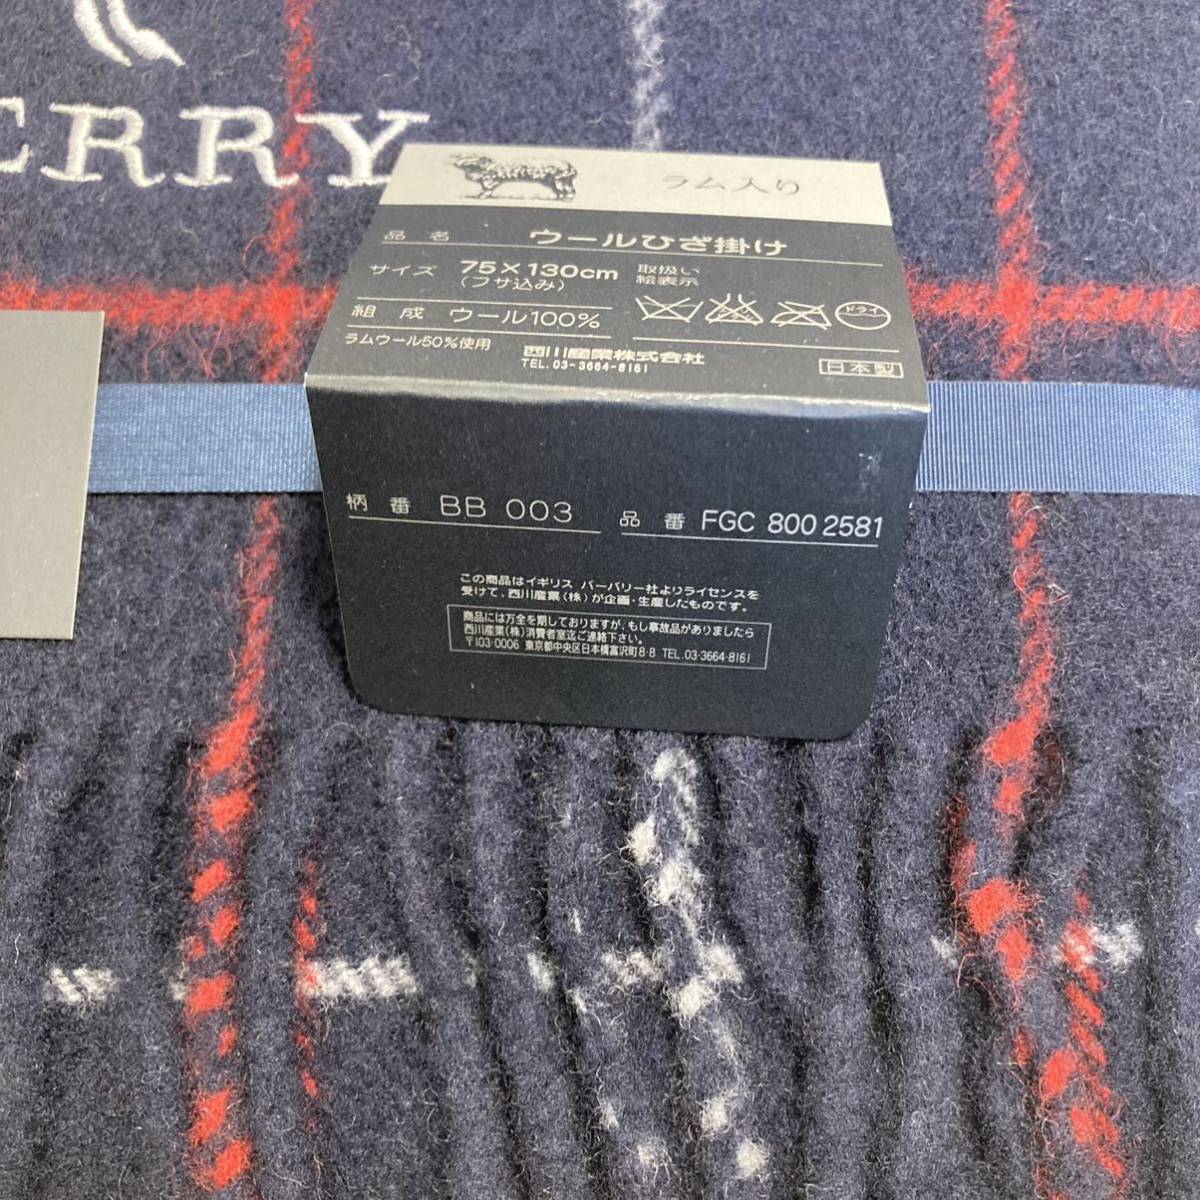 ERRY
ラム入り
品名 ウールひざ掛け
サイズ 75×130cm
(フサ込み)
取扱い
絵表示
ドライ
組成 ウール100%
ラムウール50%使用
西川産業株式会社
TEL. 03-3664-8161
日本製
柄番 BB 003
品番 FGC 800 2581
この商品はイギリス バーバリー社よりライセンスを
受けて、西川産業(株)が企画・生産したものです。
商品には万全を期しておりますが、もし事故品がありましたら
西川産業(株)消費者室迄ご連絡下さい。
〒103-0006 東京都中央区日本橋富沢町8-8 TEL.03-3664-8161